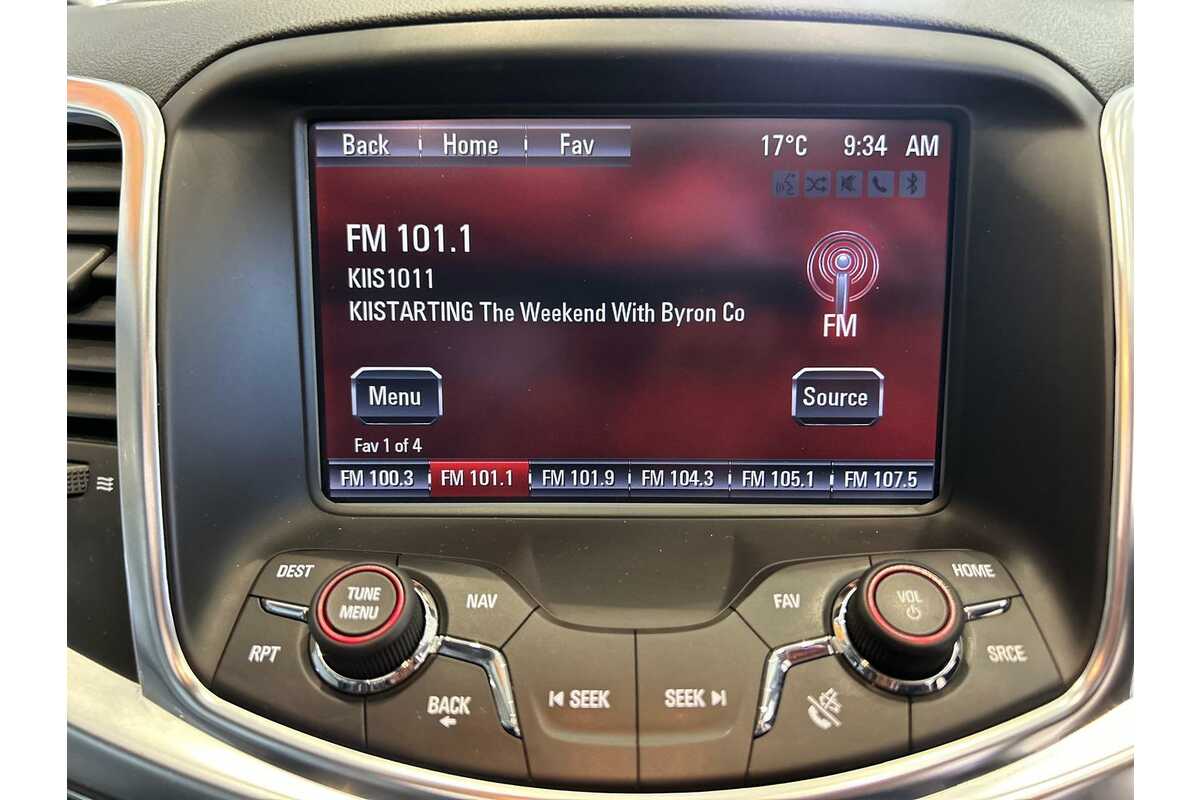 Back Home Fav 17°C 9:34 AM
FM 101.1
KIIS1011
KIISTARTING The Weekend With Byron Co
FM
Menu Source
Fav 1 of 4
FM 100.3 FM 101.1 FM 101.9 FM 104.3 FM 105.1 FM 107.5
DEST TUNE MENU NAV FAV VOL HOME
RPT BACK SEEK SEEK SRCE